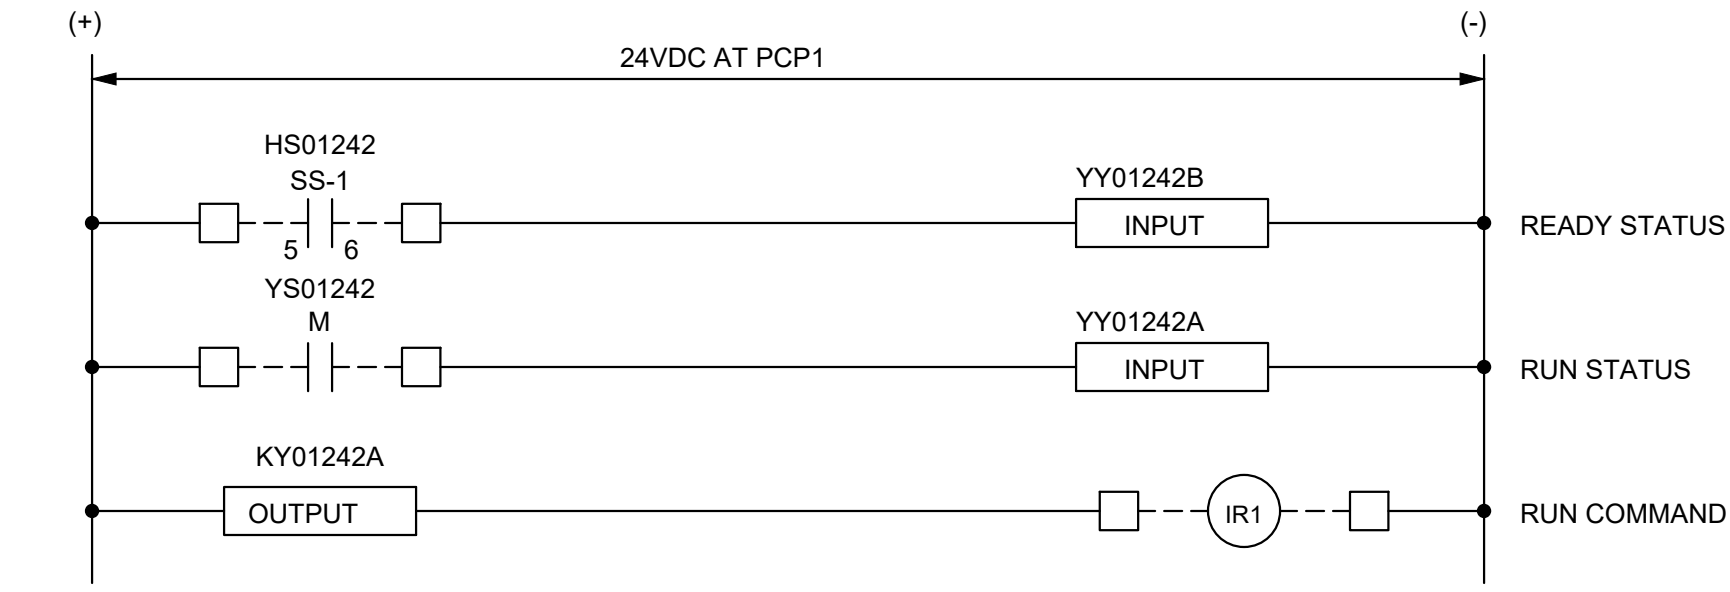 (+)
(-)
24VDC AT PCP1
HS01242
SS-1
5 6
YY01242B
INPUT
READY STATUS
YS01242
M
YY01242A
INPUT
RUN STATUS
KY01242A
OUTPUT
IR1
RUN COMMAND